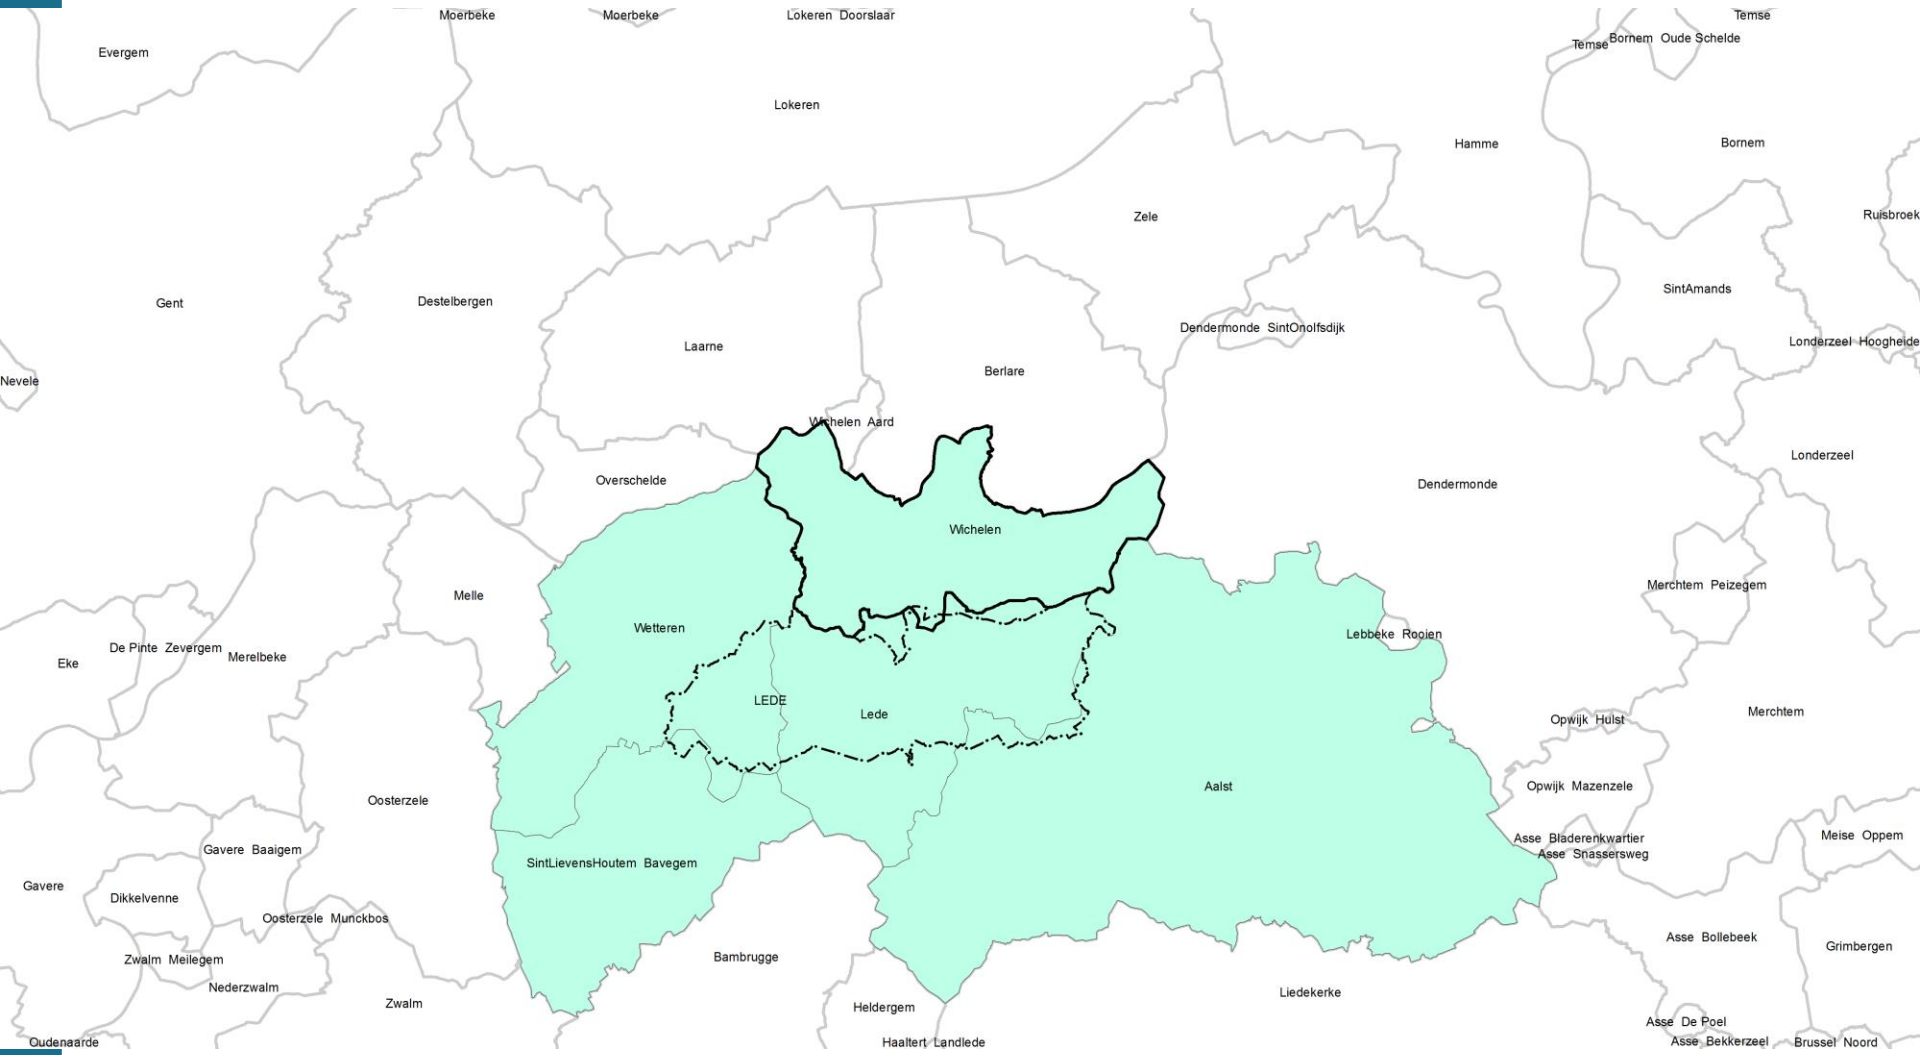 Moerbeke
Moerbeke
Lokeren Doorslaar
Temse
Evergem
Temse
Bornem Oude Schelde
Lokeren
Hamme
Bornem
Zele
Ruisbroek
Gent
Destelbergen
SintAmands
Dendermonde SintOnolfsdijk
Laarne
Londerzeel Hoogheide
Nevele
Berlare
Wichelen Aard
Londerzeel
Overschelde
Dendermonde
Wichelen
Merchtem Peizegem
Melle
Wetteren
Lebbeke Rooien
De Pinte Zevergem
Merelbeke
Eke
LEDE
Lede
Merchtem
Opwijk Hulst
Aalst
Opwijk Mazenzele
Oosterzele
Meise Oppem
Asse Bladerenkwartier
Gavere Baaigem
Asse Snassersweg
SintLievensHoutem Bavegem
Gavere
Dikkelvenne
Oosterzele Munckbos
Asse Bollebeek
Grimbergen
Bambrugge
Zwalm Meilegem
Nederzwalm
Liedekerke
Zwalm
Heldergem
Asse De Poel
Oudenaarde
Haaltert Landlede
Asse Bekkerzeel
Brussel Noord